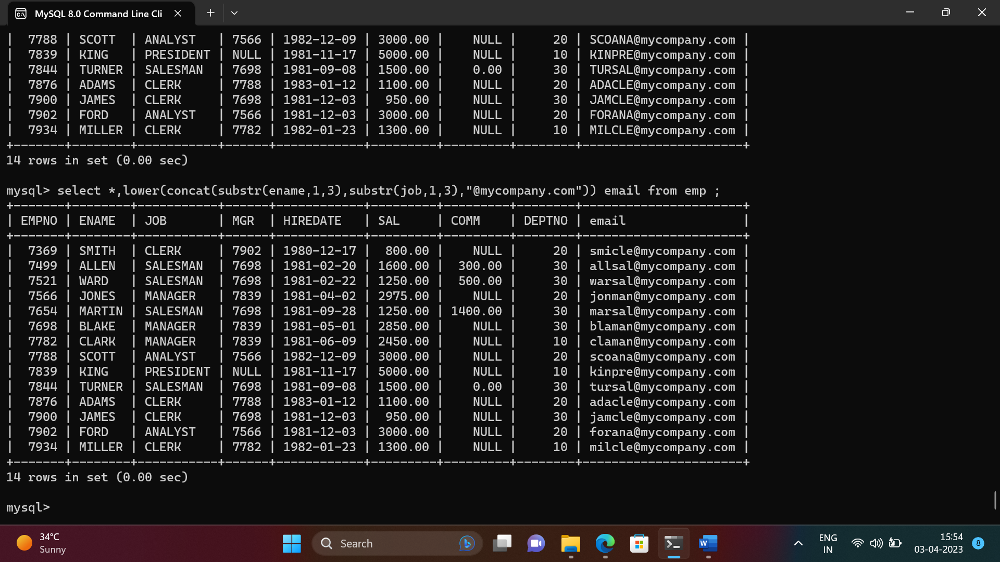 MySQL 8.0 Command Line Cli
|  7788 | SCOTT  | ANALYST   | 7566 | 1982-12-09 | 3000.00 |    NULL |     20 | SCOANA@mycompany.com |
|  7839 | KING   | PRESIDENT | NULL | 1981-11-17 | 5000.00 |    NULL |     10 | KINPRE@mycompany.com |
|  7844 | TURNER | SALESMAN  | 7698 | 1981-09-08 | 1500.00 |    0.00 |     30 | TURSAL@mycompany.com |
|  7876 | ADAMS  | CLERK     | 7788 | 1983-01-12 | 1100.00 |    NULL |     20 | ADACLE@mycompany.com |
|  7900 | JAMES  | CLERK     | 7698 | 1981-12-03 |  950.00 |    NULL |     30 | JAMCLE@mycompany.com |
|  7902 | FORD   | ANALYST   | 7566 | 1981-12-03 | 3000.00 |    NULL |     20 | FORANA@mycompany.com |
|  7934 | MILLER | CLERK     | 7782 | 1982-01-23 | 1300.00 |    NULL |     10 | MILCLE@mycompany.com |
+-------+--------+-----------+------+------------+---------+---------+--------+----------------------+
14 rows in set (0.00 sec)
mysql> select *,lower(concat(substr(ename,1,3),substr(job,1,3),"@mycompany.com")) email from emp ;
+-------+--------+-----------+------+------------+---------+---------+--------+----------------------+
| EMPNO | ENAME  | JOB       | MGR  | HIREDATE   | SAL     | COMM    | DEPTNO | email                |
+-------+--------+-----------+------+------------+---------+---------+--------+----------------------+
|  7369 | SMITH  | CLERK     | 7902 | 1980-12-17 |  800.00 |    NULL |     20 | smicle@mycompany.com |
|  7499 | ALLEN  | SALESMAN  | 7698 | 1981-02-20 | 1600.00 |  300.00 |     30 | allsal@mycompany.com |
|  7521 | WARD   | SALESMAN  | 7698 | 1981-02-22 | 1250.00 |  500.00 |     30 | warsal@mycompany.com |
|  7566 | JONES  | MANAGER   | 7839 | 1981-04-02 | 2975.00 |    NULL |     20 | jonman@mycompany.com |
|  7654 | MARTIN | SALESMAN  | 7698 | 1981-09-28 | 1250.00 | 1400.00 |     30 | marsal@mycompany.com |
|  7698 | BLAKE  | MANAGER   | 7839 | 1981-05-01 | 2850.00 |    NULL |     30 | blaman@mycompany.com |
|  7782 | CLARK  | MANAGER   | 7839 | 1981-06-09 | 2450.00 |    NULL |     10 | claman@mycompany.com |
|  7788 | SCOTT  | ANALYST   | 7566 | 1982-12-09 | 3000.00 |    NULL |     20 | scoana@mycompany.com |
|  7839 | KING   | PRESIDENT | NULL | 1981-11-17 | 5000.00 |    NULL |     10 | kinpre@mycompany.com |
|  7844 | TURNER | SALESMAN  | 7698 | 1981-09-08 | 1500.00 |    0.00 |     30 | tursal@mycompany.com |
|  7876 | ADAMS  | CLERK     | 7788 | 1983-01-12 | 1100.00 |    NULL |     20 | adacle@mycompany.com |
|  7900 | JAMES  | CLERK     | 7698 | 1981-12-03 |  950.00 |    NULL |     30 | jamcle@mycompany.com |
|  7902 | FORD   | ANALYST   | 7566 | 1981-12-03 | 3000.00 |    NULL |     20 | forana@mycompany.com |
|  7934 | MILLER | CLERK     | 7782 | 1982-01-23 | 1300.00 |    NULL |     10 | milcle@mycompany.com |
+-------+--------+-----------+------+------------+---------+---------+--------+----------------------+
14 rows in set (0.00 sec)
mysql>
34°C
Sunny
Search
W
ENG
IN
15:54
03-04-2023
8